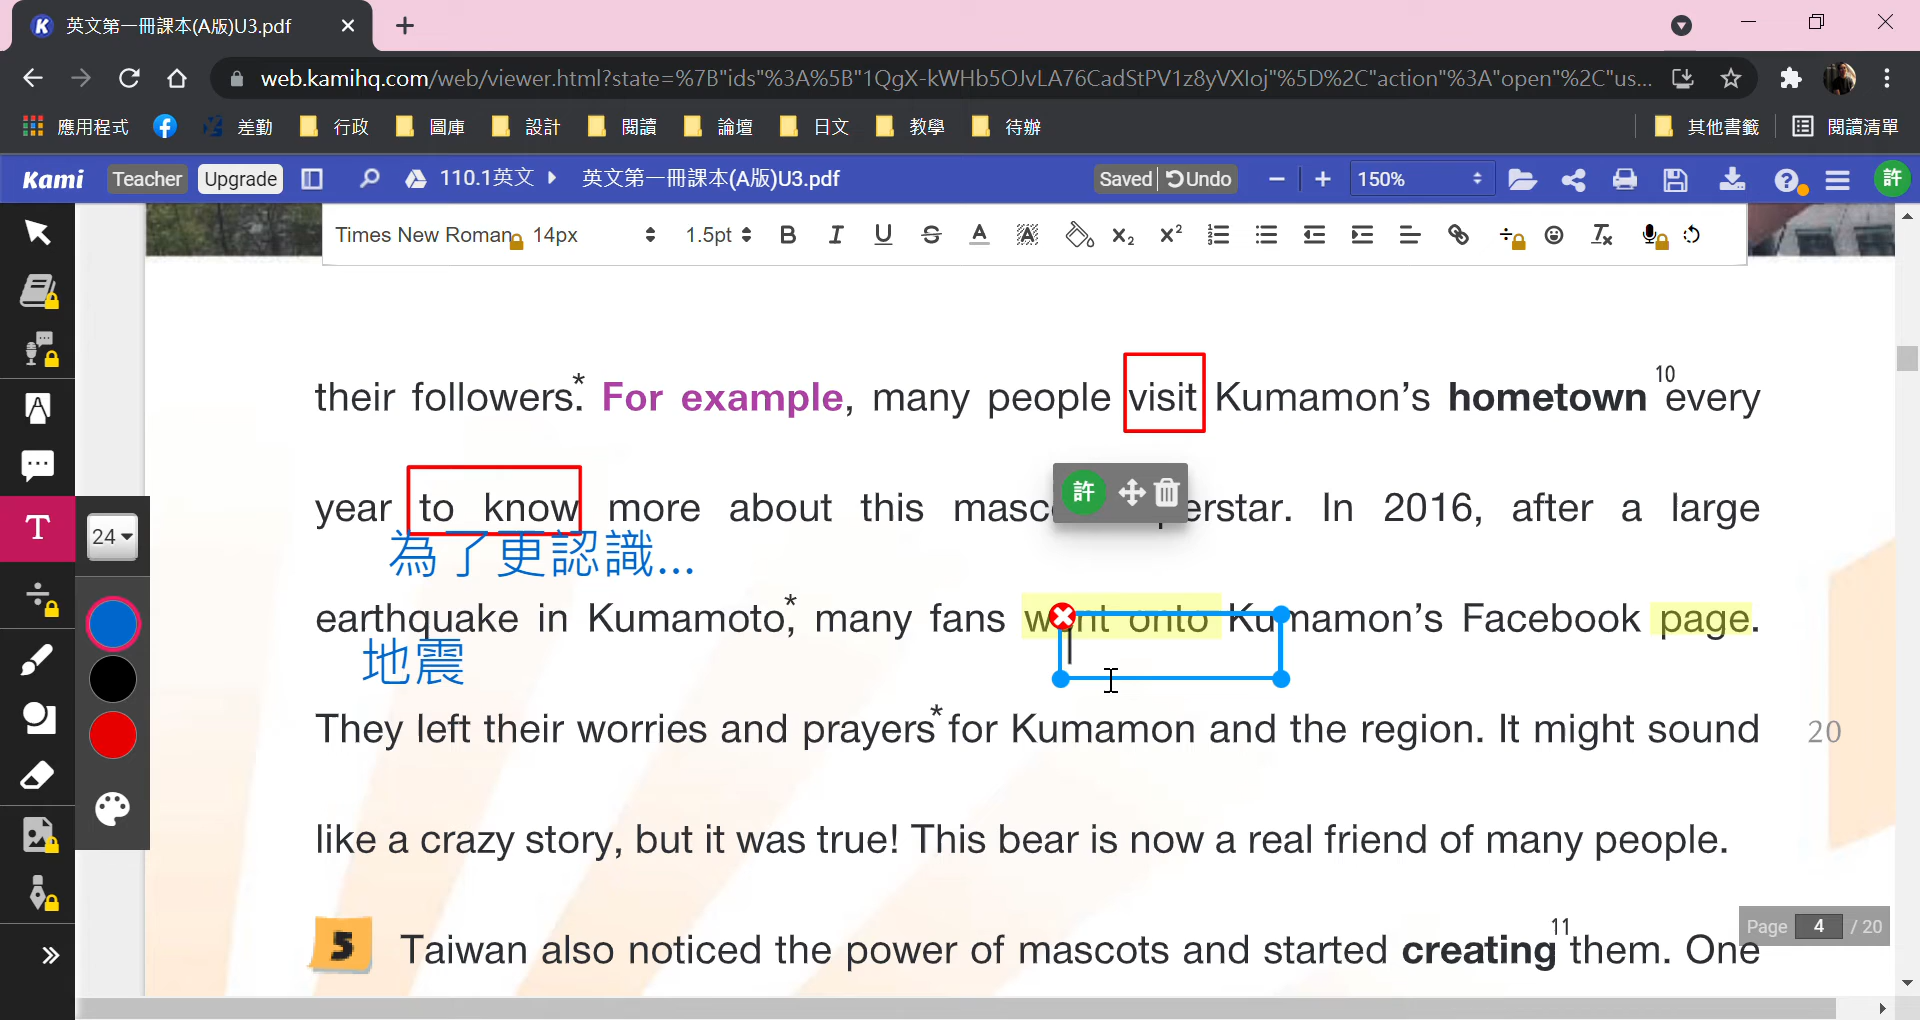 英文第一冊課本(A版)U3.pdf
web.kamihq.com/web/viewer.html?state=%7B"ids"%3A%5B"1QgX-kWHb5OJvLA76CadStPV1z8yVXIoj"%5D%2C"action"%3A"open"%2C"us...
應用程式 差勤 行政 圖庫 設計 閱讀 論壇 日文 教學 待辦 其他書籤 閱讀清單
Kami Teacher Upgrade 110.1英文 英文第一冊課本(A版)U3.pdf Saved Undo 150% 許
Times New Roman 14px 1.5pt
their followers.* For example, many people visit Kumamon's hometown10 every
許
year to know more about this masc erstar. In 2016, after a large
為了更認識...
24
earthquake in Kumamoto,* many fans went onto Kumamon's Facebook page.
地震
They left their worries and prayers* for Kumamon and the region. It might sound 20
like a crazy story, but it was true! This bear is now a real friend of many people.
Page 4 / 20
5 Taiwan also noticed the power of mascots and started creating11 them. One